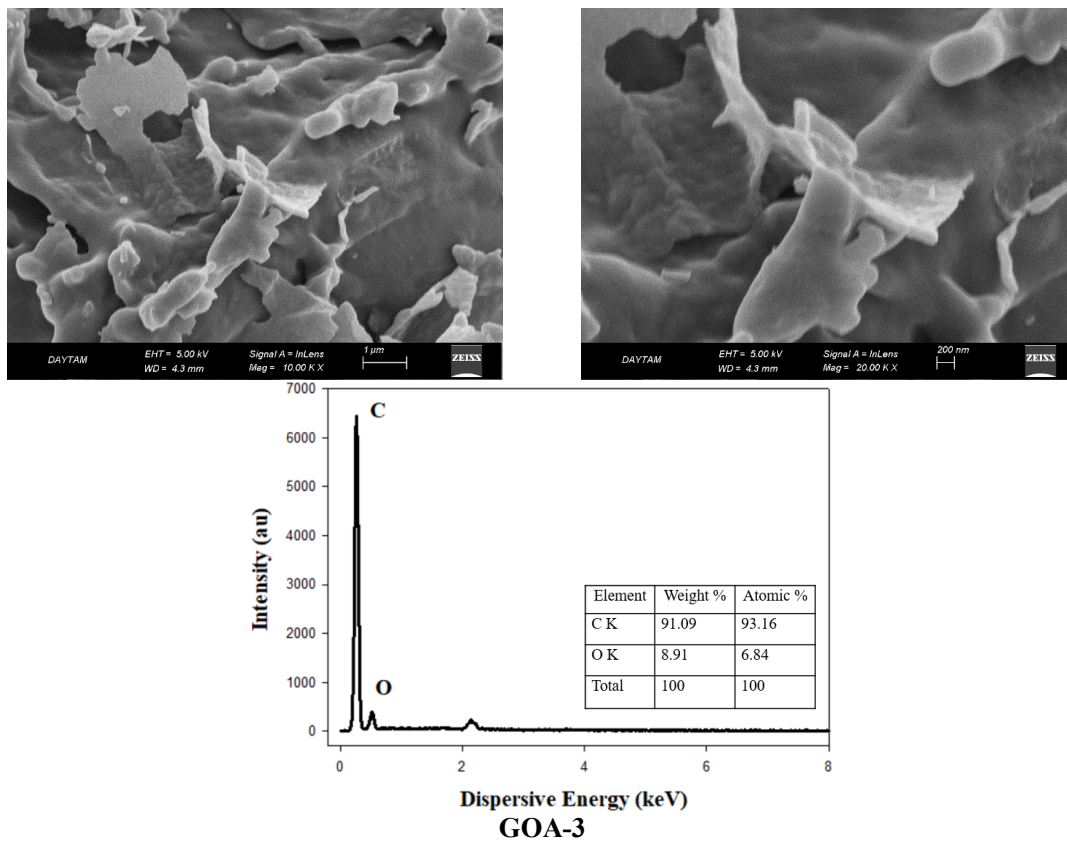 DAYTAM
EHT = 5.00 kV
WD = 4.3 mm
Signal A = InLens
Mag = 10.00 K X
1 µm
ZEISS
DAYTAM
EHT = 5.00 kV
WD = 4.3 mm
Signal A = InLens
Mag = 20.00 K X
200 nm
ZEISS
7000
6000
5000
4000
3000
2000
1000
0
Intensity (au)
C
O
Element Weight % Atomic %
C K 91.09 93.16
O K 8.91 6.84
Total 100 100
0 2 4 6 8
Dispersive Energy (keV)
GOA-3